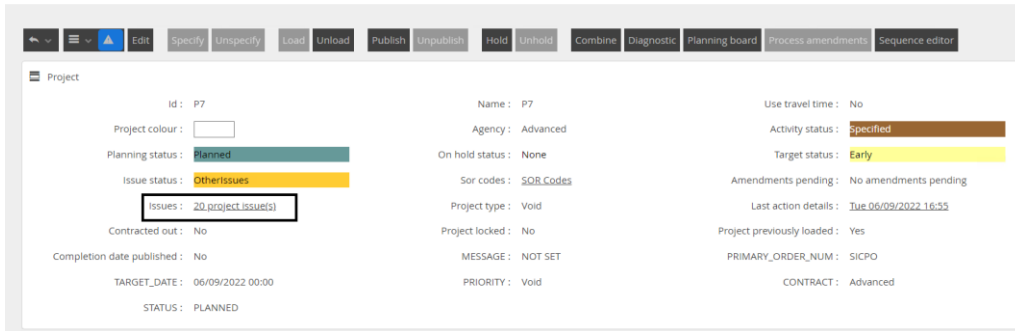 Edit Specify Unspecify Load Unload Publish Unpublish Hold Unhold Combine Diagnostic Planning board Process amendments Sequence editor
Project
Id : P7 Name : P7 Use travel time : No
Project colour : Agency : Advanced Activity status : Specified
Planning status : Planned On hold status : None Target status : Early
Issue status : OtherIssues Sor codes : SOR Codes Amendments pending : No amendments pending
Issues : 20 project issue(s) Project type : Void Last action details : Tue 06/09/2022 16:55
Contracted out : No Project locked : No Project previously loaded : Yes
Completion date published : No MESSAGE : NOT SET PRIMARY_ORDER_NUM : SICPO
TARGET_DATE : 06/09/2022 00:00 PRIORITY : Void CONTRACT : Advanced
STATUS : PLANNED